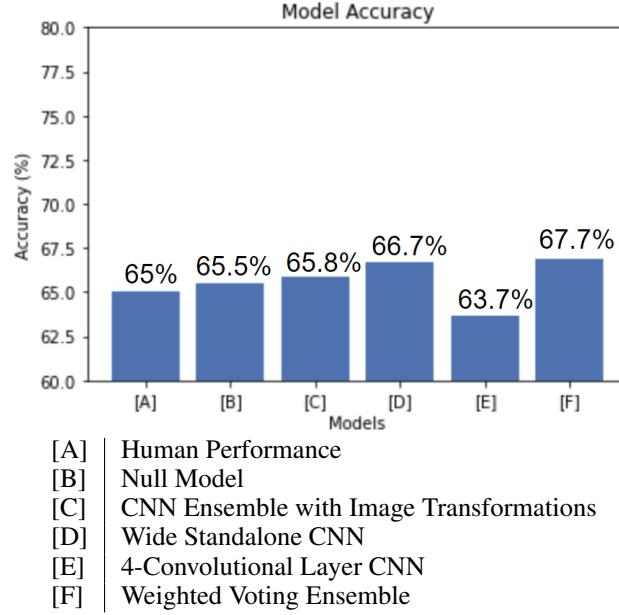 Model Accuracy
80.0
77.5
75.0
72.5
70.0
67.5
65.0
62.5
60.0
Accuracy (%)
65%
65.5%
65.8%
66.7%
63.7%
67.7%
[A] [B] [C] [D] [E] [F]
Models
[A] Human Performance
[B] Null Model
[C] CNN Ensemble with Image Transformations
[D] Wide Standalone CNN
[E] 4-Convolutional Layer CNN
[F] Weighted Voting Ensemble